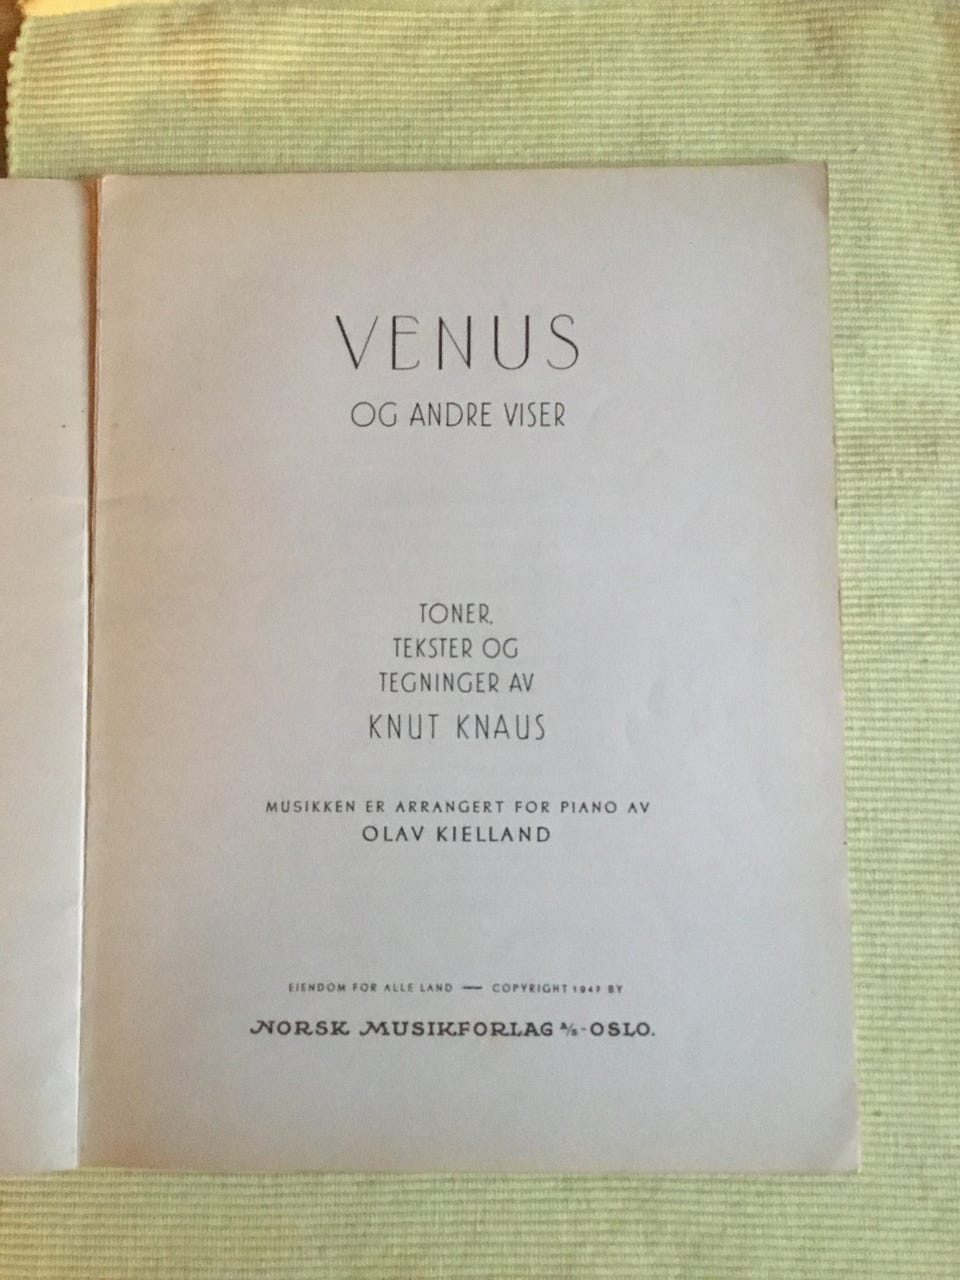 VENUS
OG ANDRE VISER
TONER,
TEKSTER OG
TEGNINGER AV
KNUT KNAUS
MUSIKKEN ER ARRANGERT FOR PIANO AV
OLAV KIELLAND
EIENDOM FOR ALLE LAND — COPYRIGHT 1947 BY
NORSK MUSIKFORLAG A/S - OSLO.